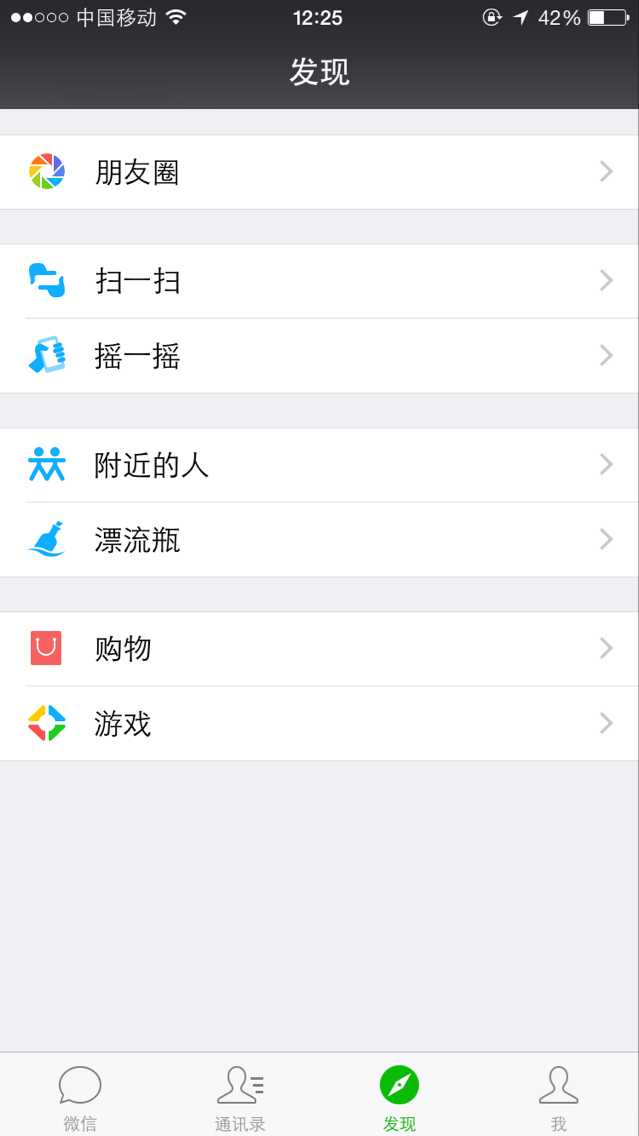 中国移动 12:25 42%
发现
朋友圈
扫一扫
摇一摇
附近的人
漂流瓶
购物
游戏
微信 通讯录 发现 我